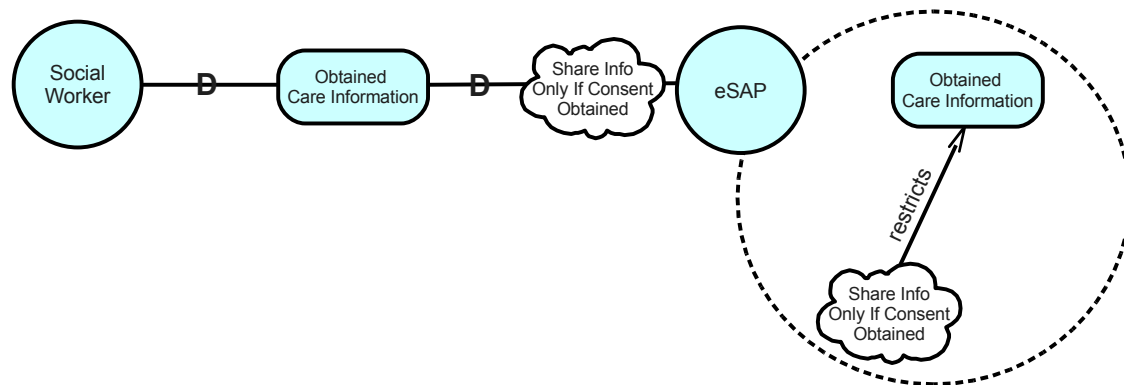 Social
Worker
D
Obtained
Care Information
D
Share Info
Only If Consent
Obtained
eSAP
Obtained
Care Information
restricts
Share Info
Only If Consent
Obtained